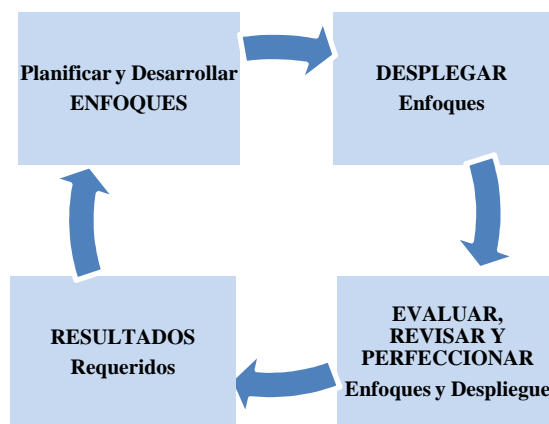 Planificar y Desarrollar
ENFOQUES
DESPLEGAR
Enfoques
EVALUAR,
REVISAR Y
PERFECCIONAR
Enfoques y Despliegue
RESULTADOS
Requeridos